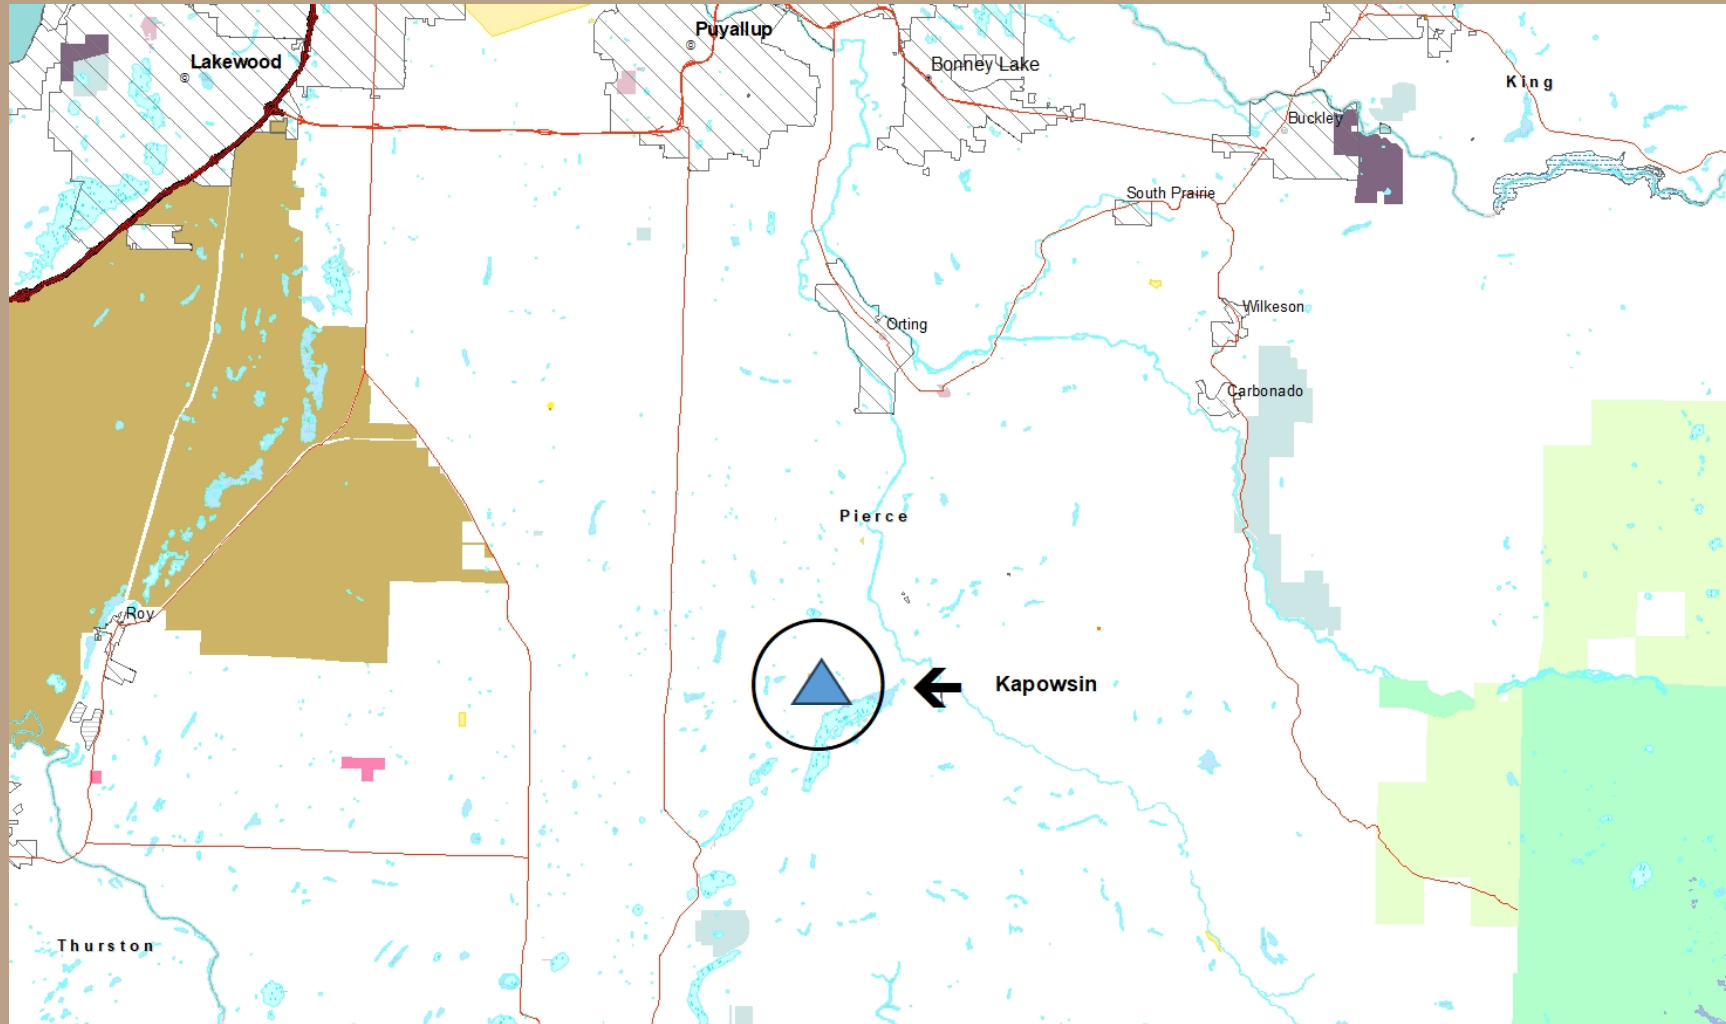 Puyallup
Lakewood
Bonney Lake
King
Buckley
South Prairie
Wilkeson
Orting
Carbonado
Pierce
Roy
Kapowsin
Thurston